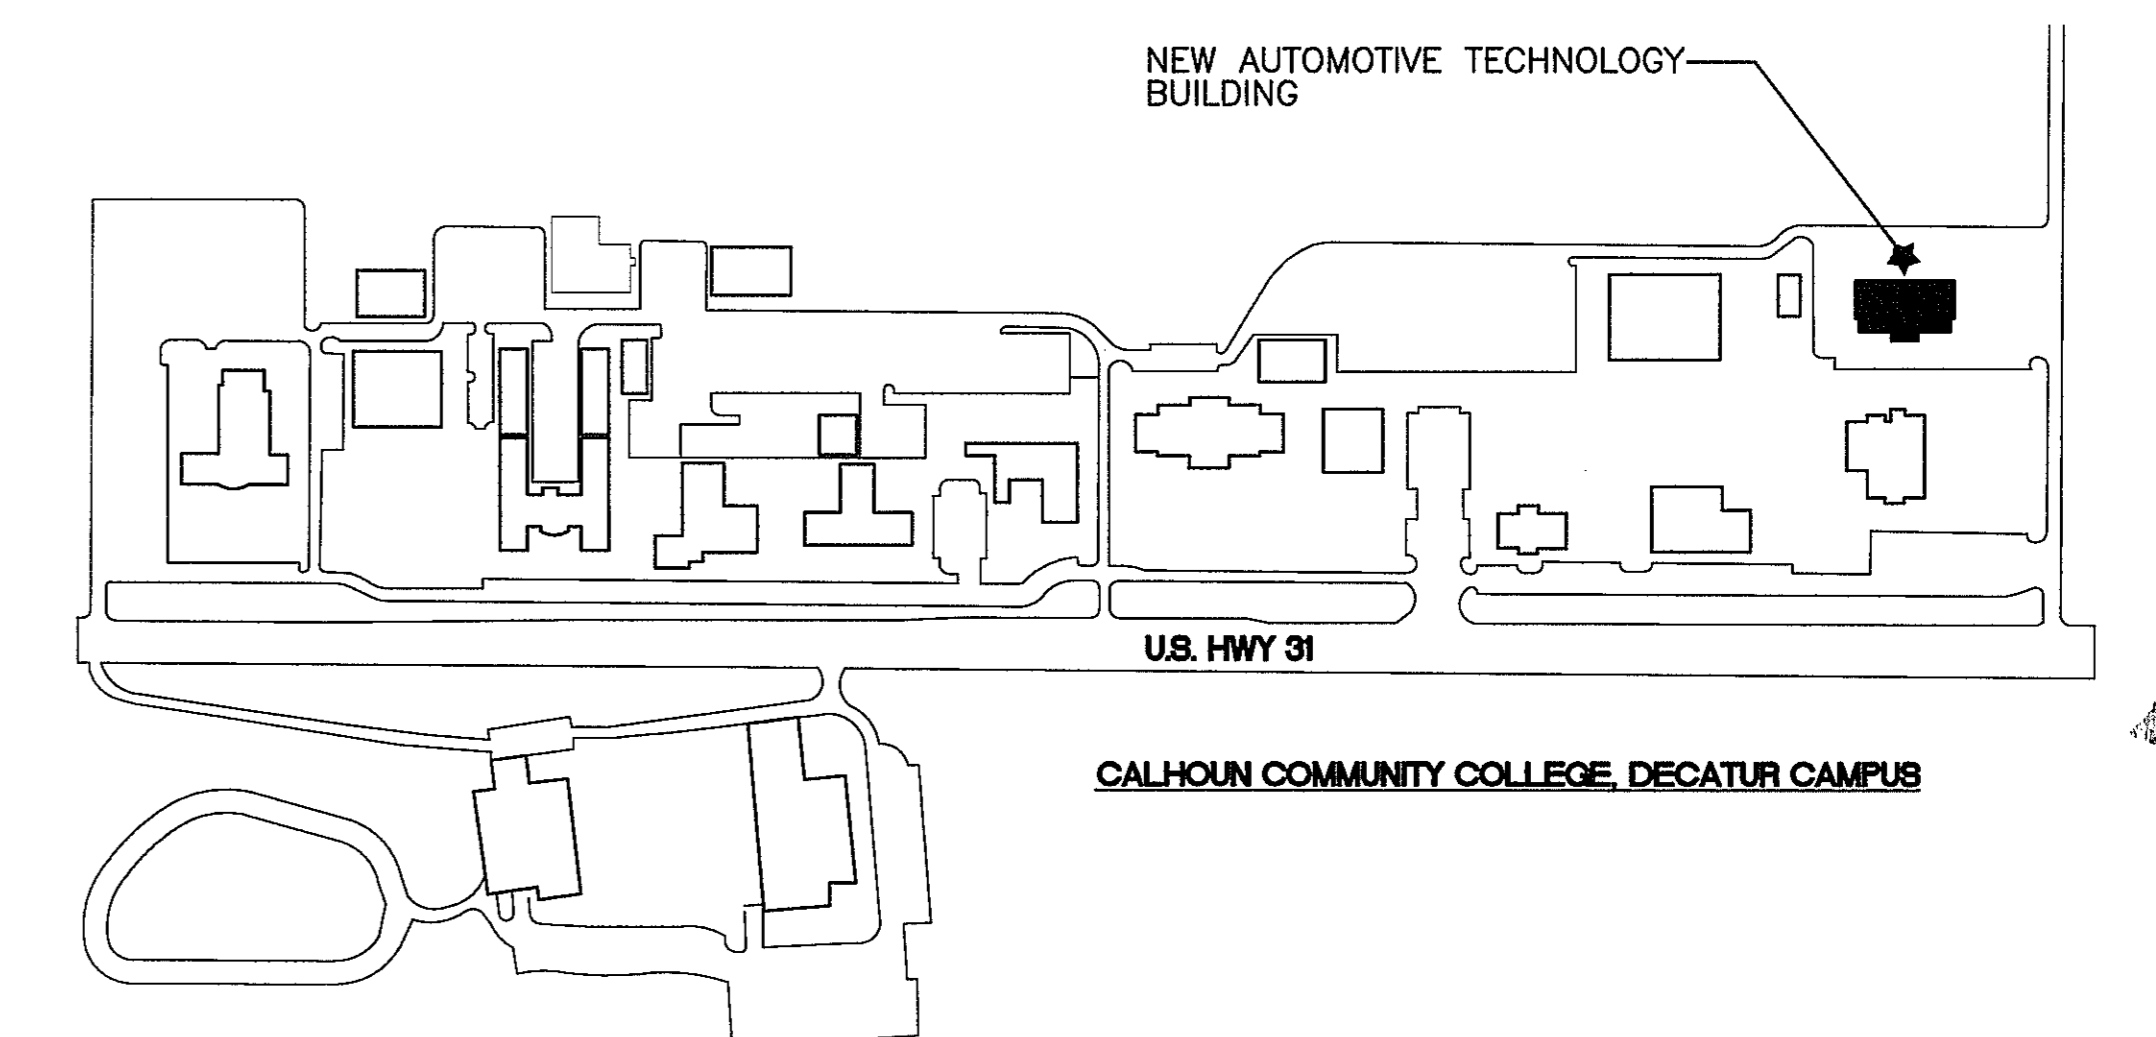 NEW AUTOMOTIVE TECHNOLOGY
BUILDING
U.S. HWY 31
CALHOUN COMMUNITY COLLEGE, DECATUR CAMPUS